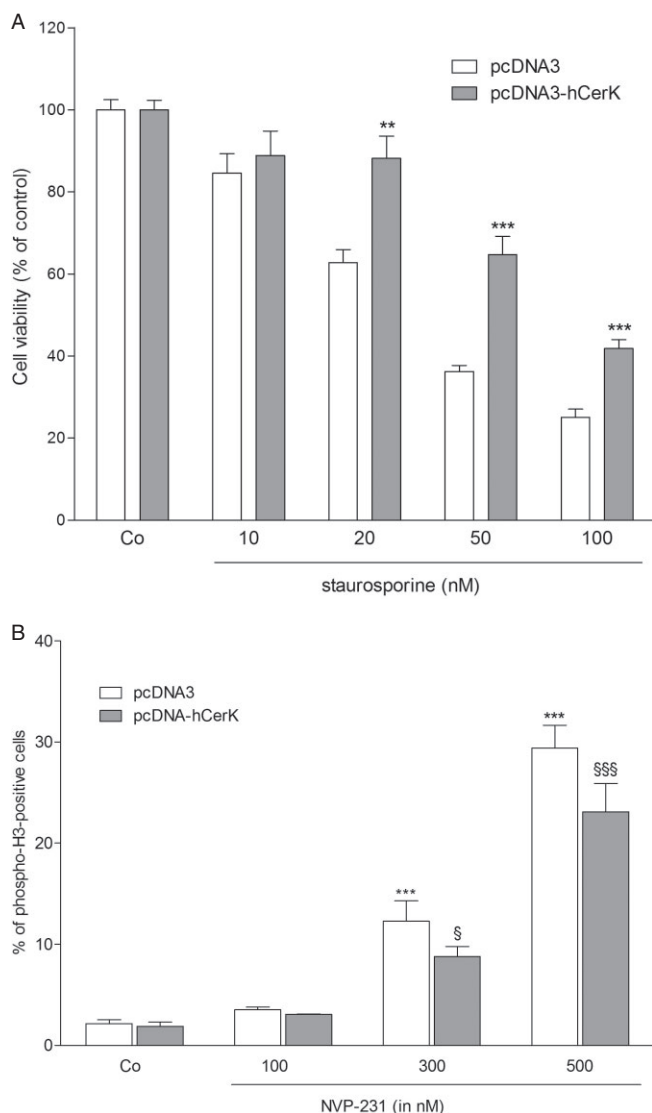 A
120
100
80
60
40
20
0
Cell viability (% of control)
pcDNA3
pcDNA3-hCerK
**
***
***
Co 10 20 50 100
staurosporine (nM)
B
40
30
20
10
0
% of phospho-H3-positive cells
pcDNA3
pcDNA-hCerK
***
§
***
§§§
Co 100 300 500
NVP-231 (in nM)